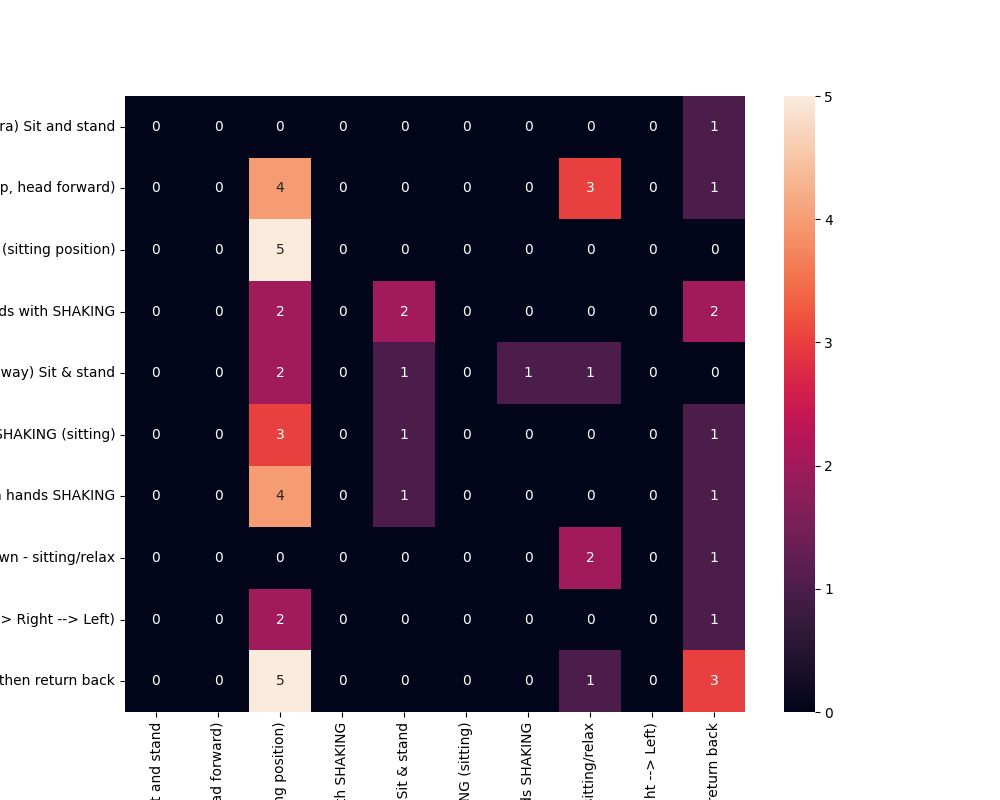 ra) Sit and stand 0 0 0 0 0 0 0 0 0 1
p, head forward) 0 0 4 0 0 0 0 3 0 1
(sitting position) 0 0 5 0 0 0 0 0 0 0
ds with SHAKING 0 0 2 0 2 0 0 0 0 2
way) Sit & stand 0 0 2 0 1 0 1 1 0 0
SHAKING (sitting) 0 0 3 0 1 0 0 0 0 1
hands SHAKING 0 0 4 0 1 0 0 0 0 1
wn - sitting/relax 0 0 0 0 0 0 0 2 0 1
> Right --> Left) 0 0 2 0 0 0 0 0 0 1
then return back 0 0 5 0 0 0 0 1 0 3
t and stand
ad forward)
ng position)
th SHAKING
Sit & stand
NG (sitting)
ds SHAKING
sitting/relax
ht --> Left)
return back
5
4
3
2
1
0